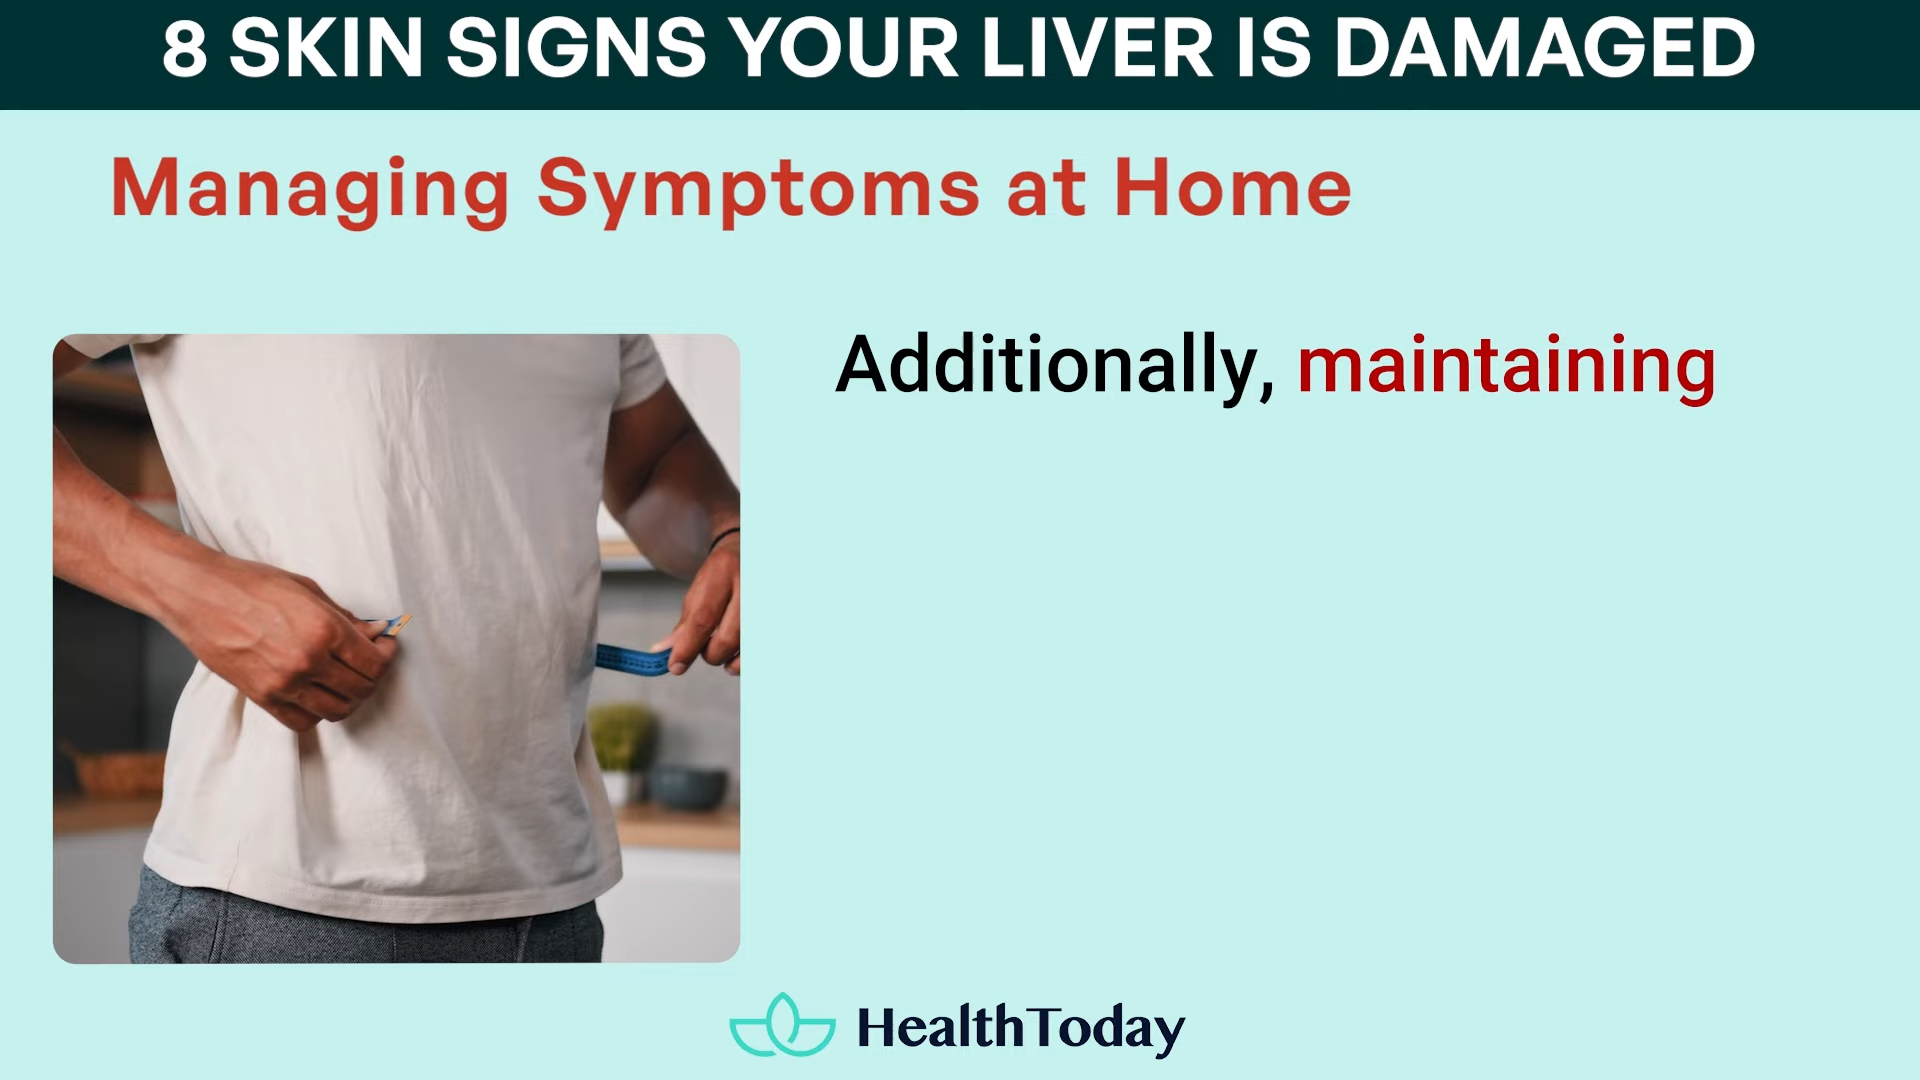 8 SKIN SIGNS YOUR LIVER IS DAMAGED
Managing Symptoms at Home
Additionally, maintaining
HealthToday